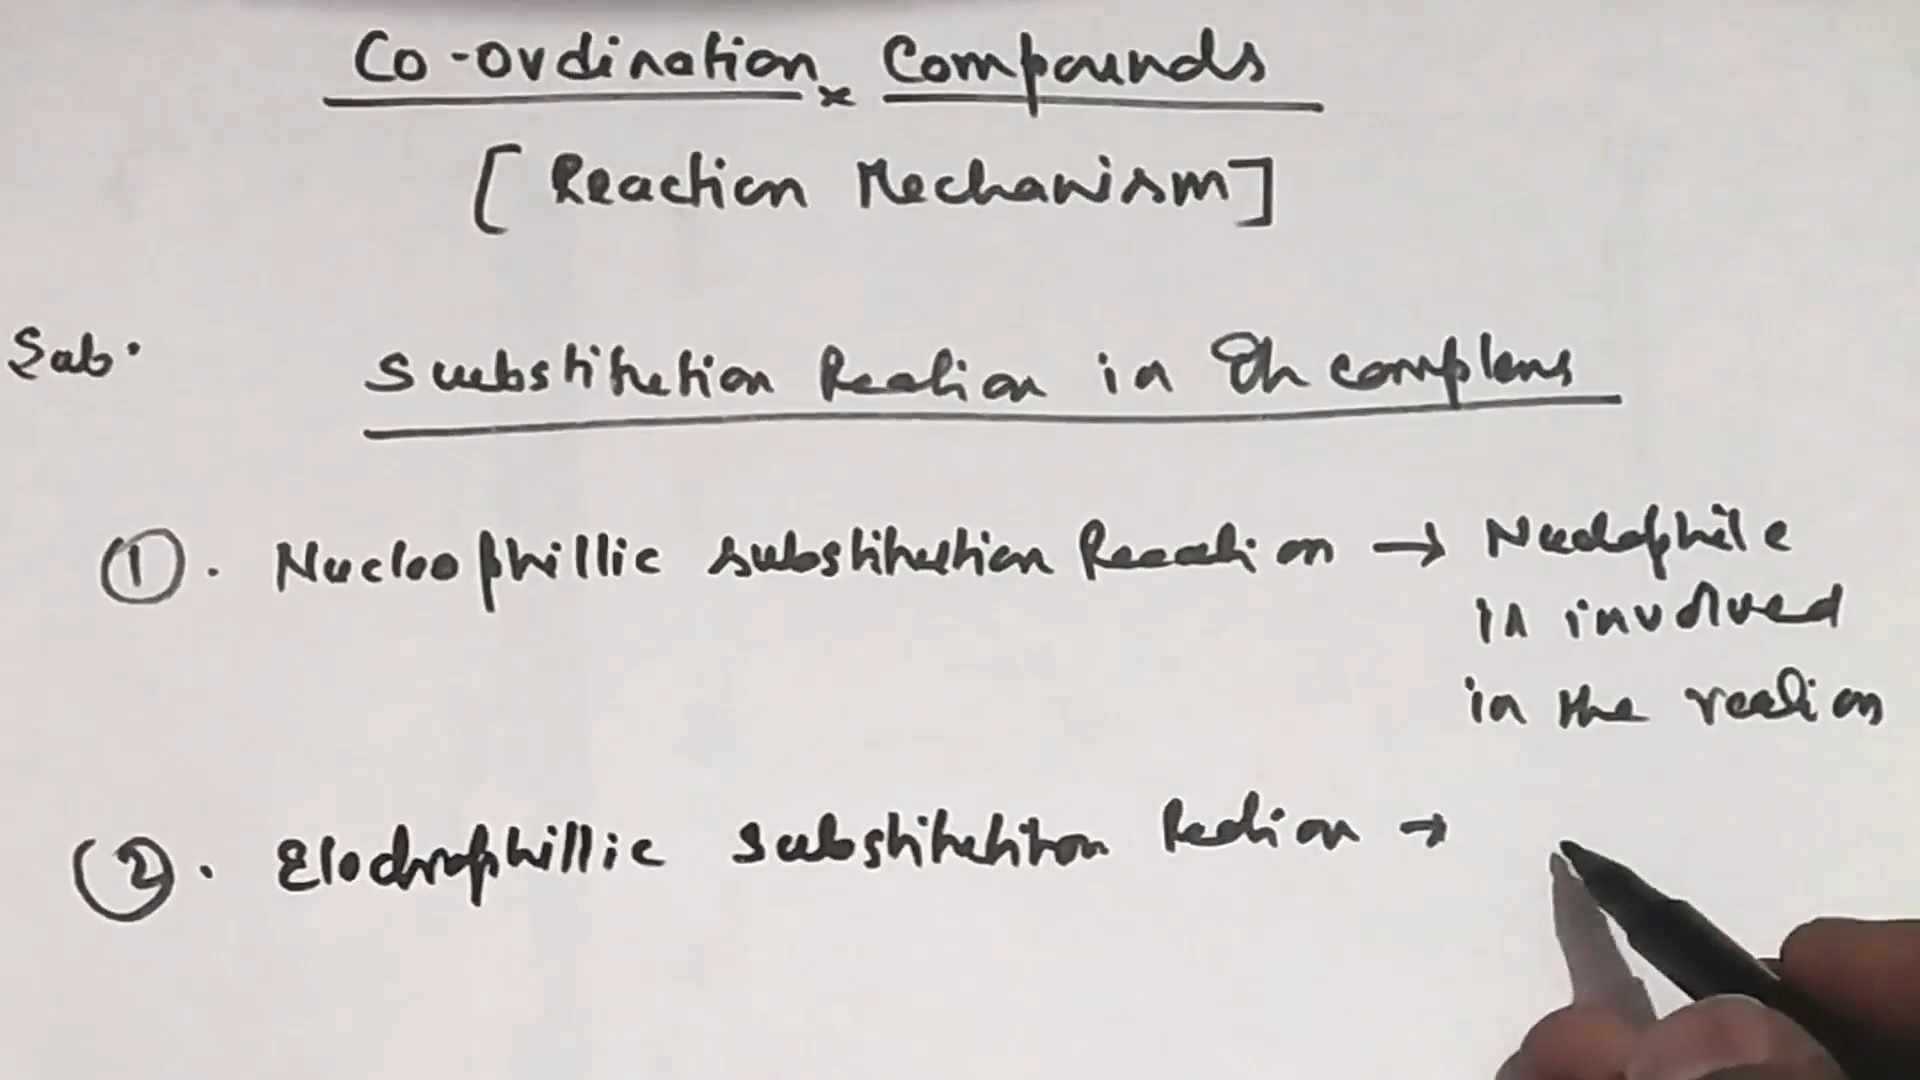 Co-ordination Compounds
[Reaction Mechanism]
Sub.
Substitution Reaction in Oh complens
①. Nucleophillic substitution Reaction → Nucleophile
is involved
in the reaction
②. Electrophillic substitution Reaction →